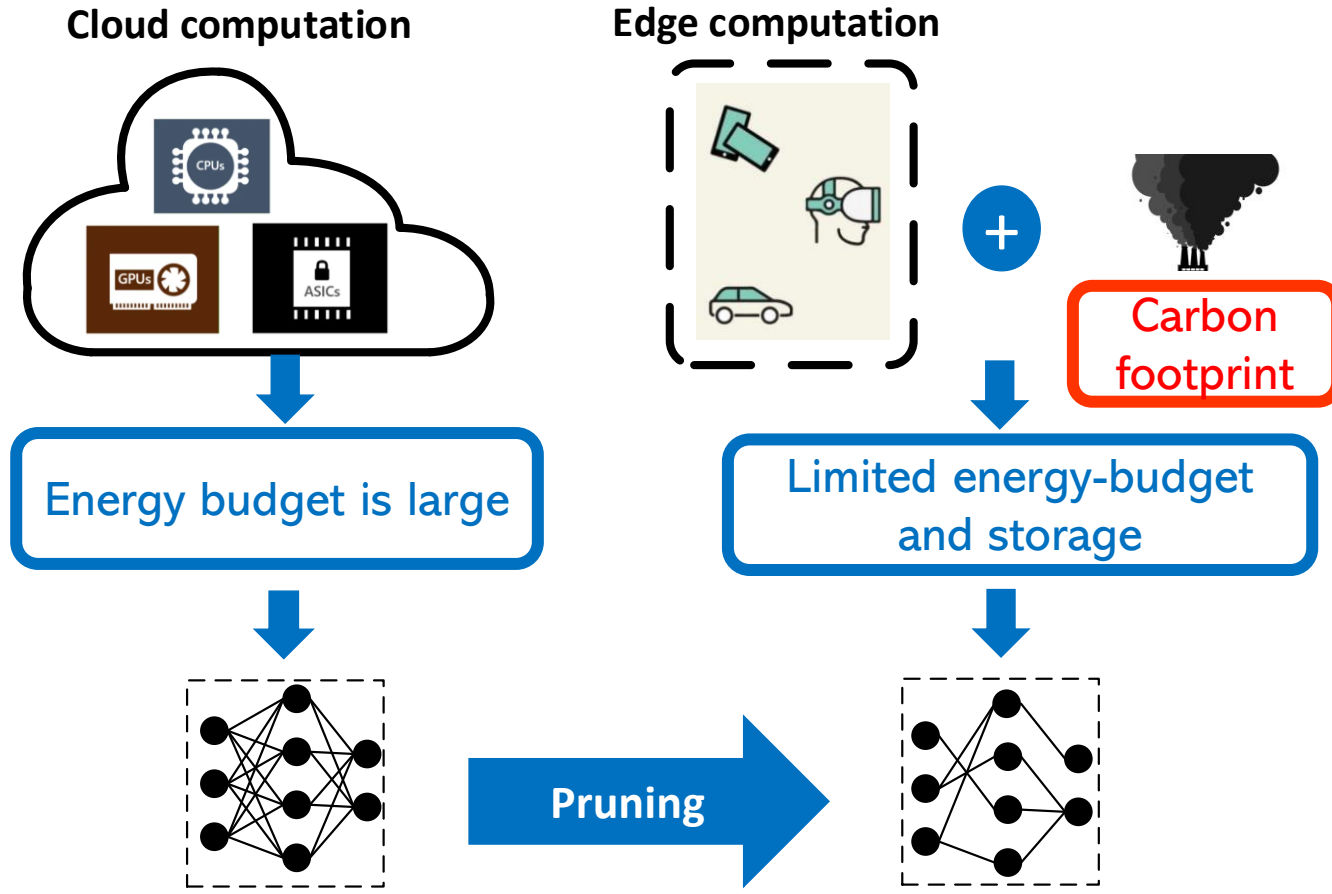 Cloud computation
Edge computation
CPUs
GPUs
ASICs
+
Carbon
footprint
Energy budget is large
Limited energy-budget
and storage
Pruning